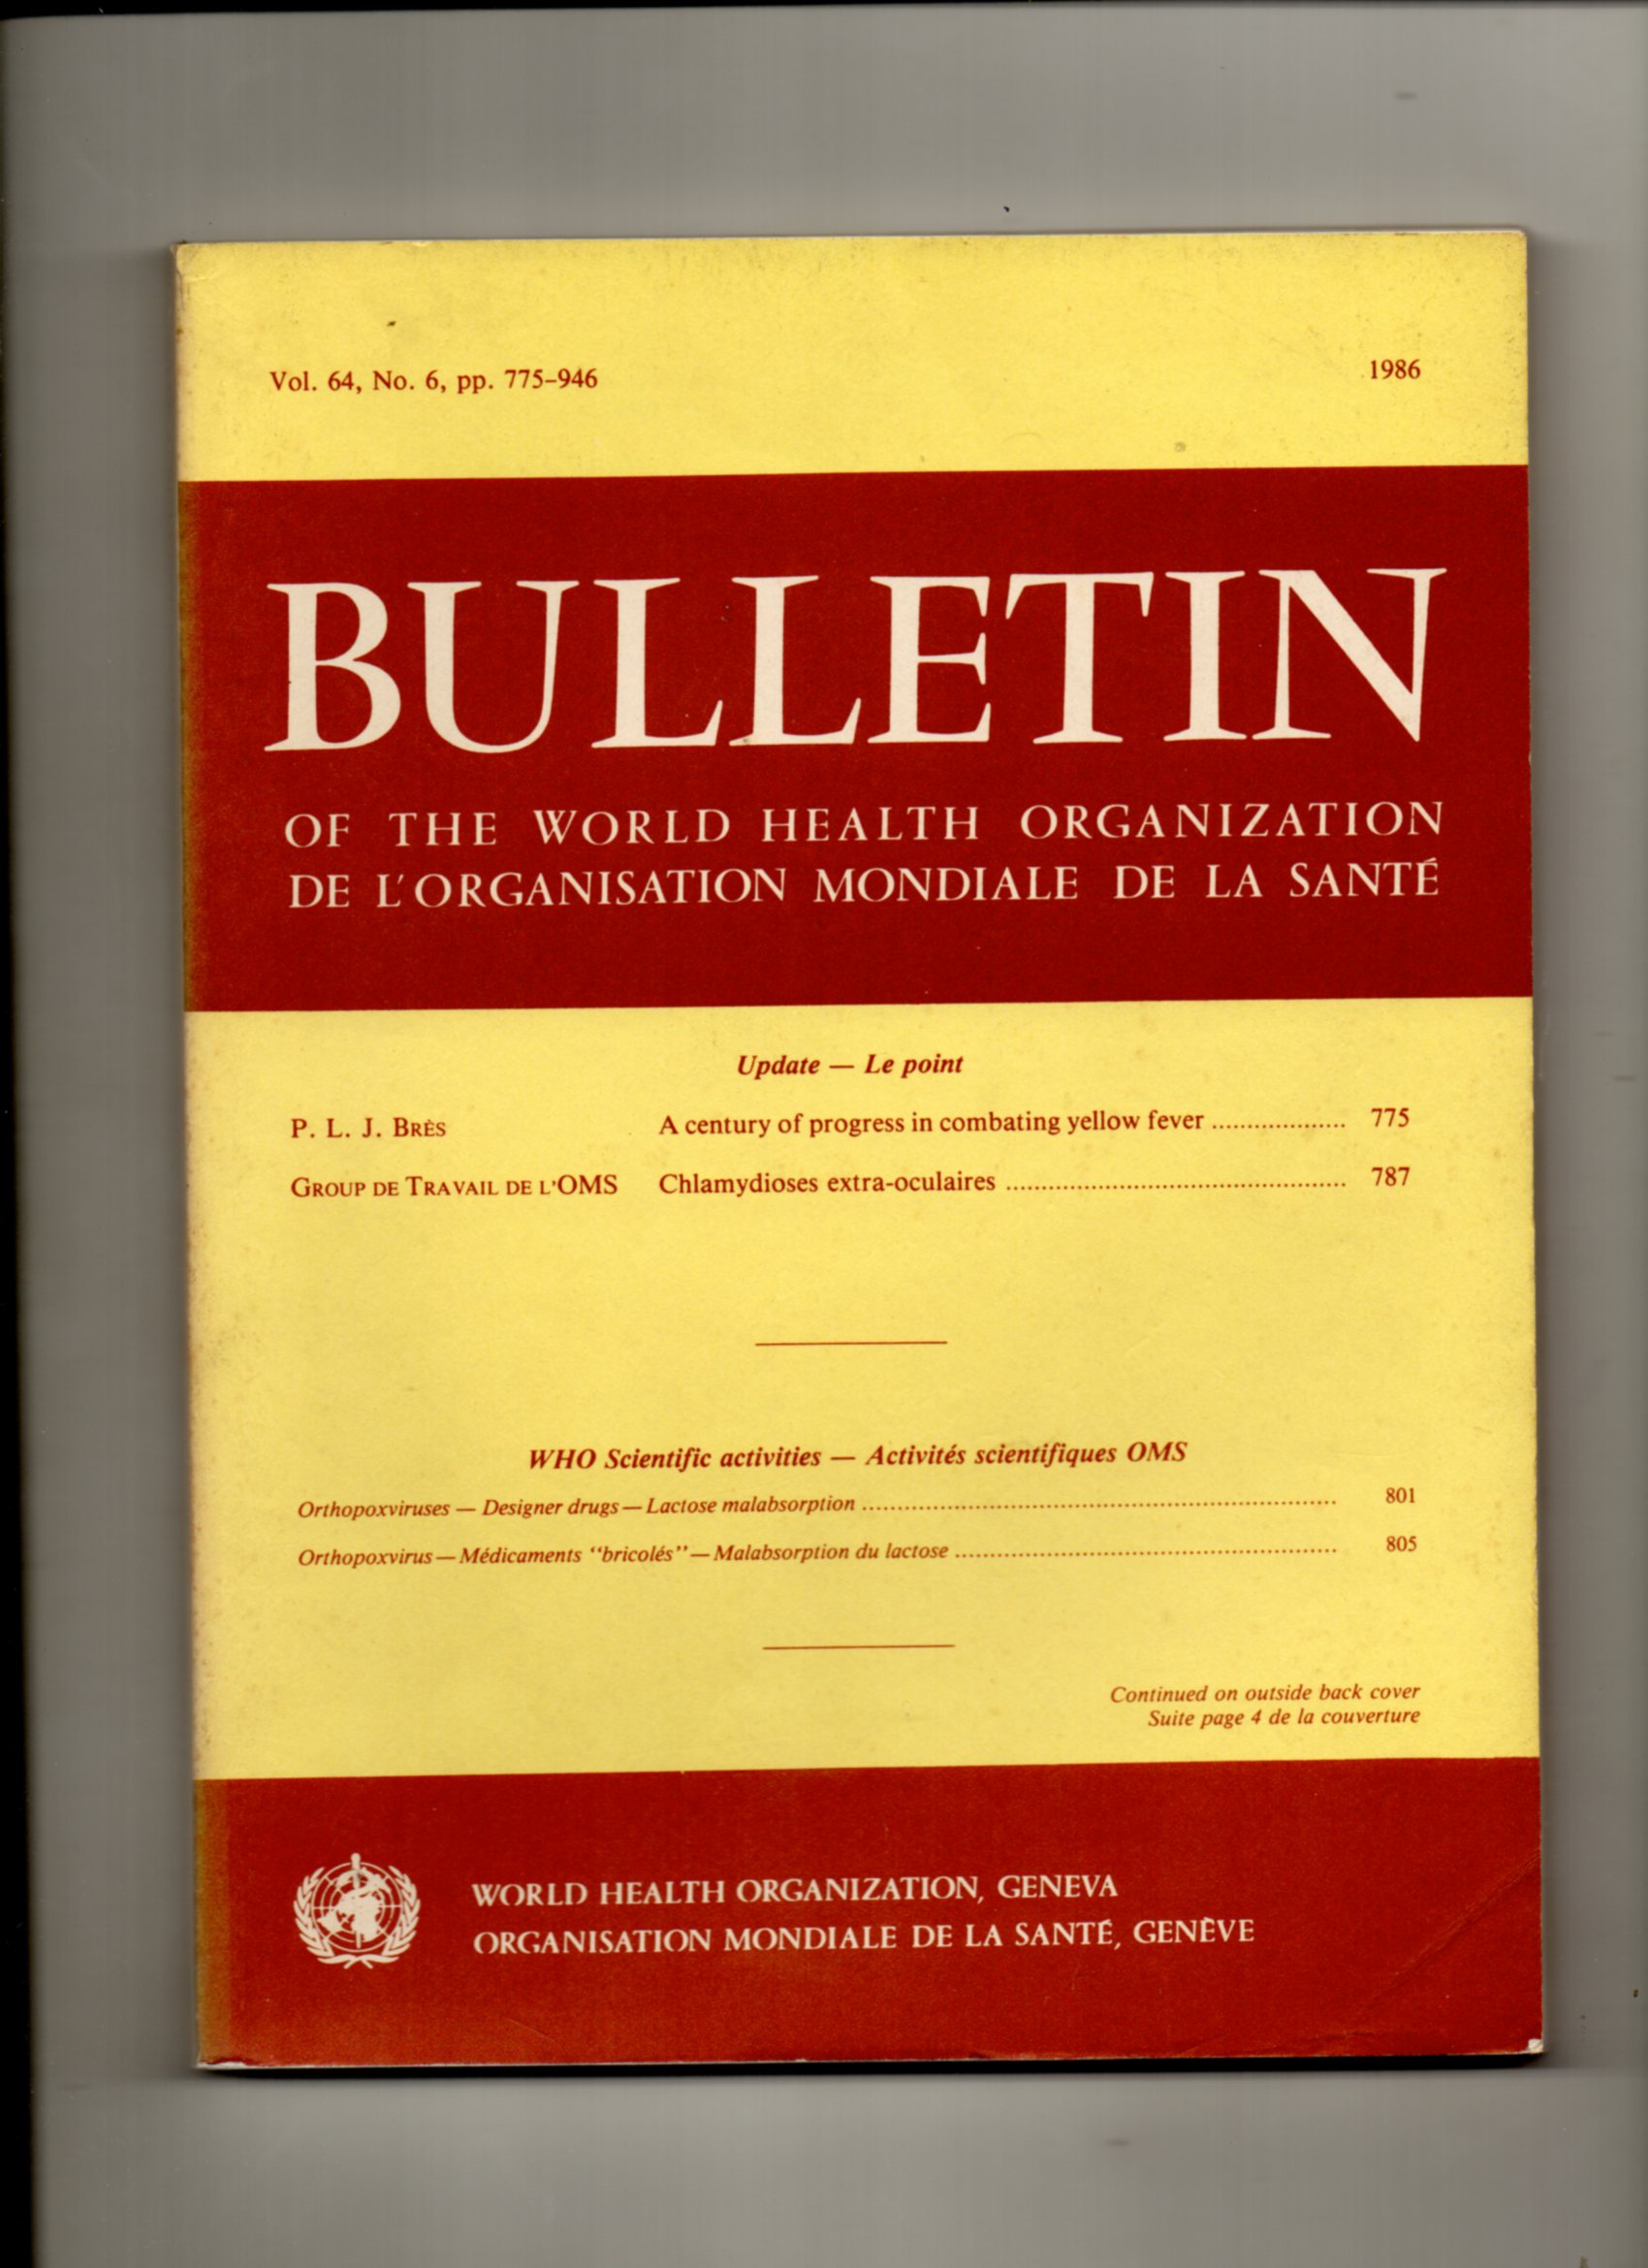 Vol. 64, No. 6, pp. 775–946 1986
BULLETIN
OF THE WORLD HEALTH ORGANIZATION
DE L'ORGANISATION MONDIALE DE LA SANTÉ
Update — Le point
P. L. J. BRÈS A century of progress in combating yellow fever ................... 775
GROUP DE TRAVAIL DE L'OMS Chlamydioses extra-oculaires ................................................ 787
WHO Scientific activities — Activités scientifiques OMS
Orthopoxviruses — Designer drugs — Lactose malabsorption .................................................................... 801
Orthopoxvirus — Médicaments “bricolés” — Malabsorption du lactose ....................................................... 805
Continued on outside back cover
Suite page 4 de la couverture
WORLD HEALTH ORGANIZATION, GENEVA
ORGANISATION MONDIALE DE LA SANTÉ, GENÈVE